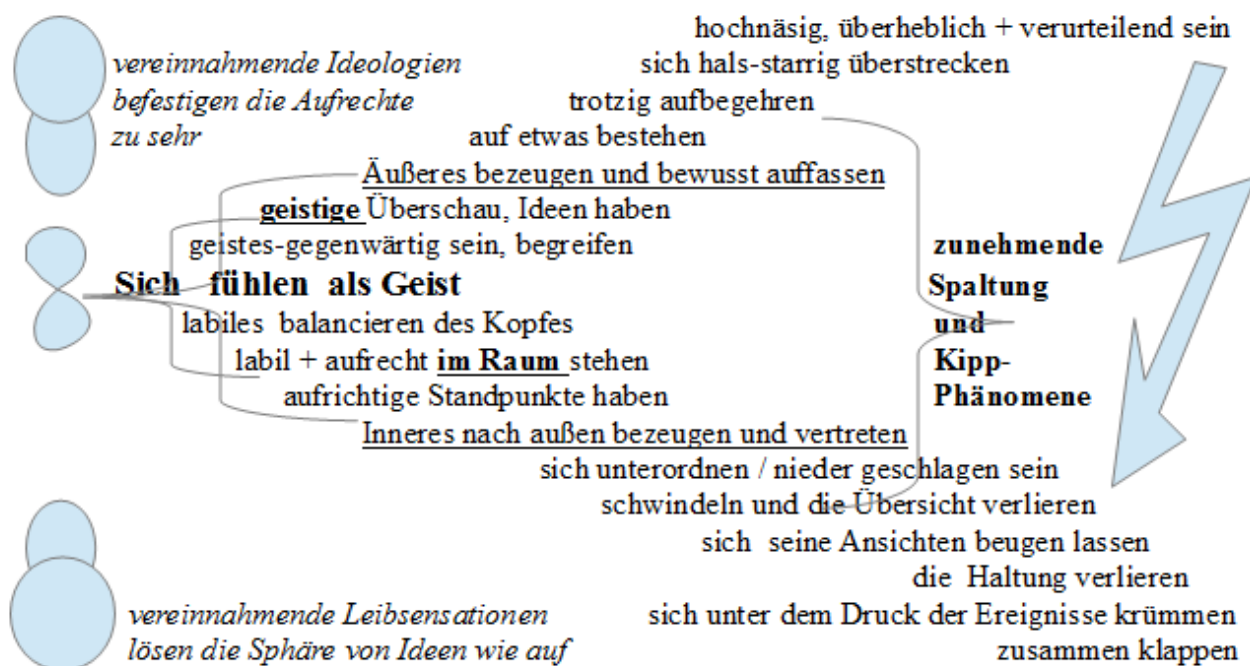 hochnäsig, überheblich + verurteilend sein
vereinnahmende Ideologien sich hals-starrig überstrecken
befestigen die Aufrechte trotzig aufbegehren
zu sehr auf etwas bestehen
Äußeres bezeugen und bewusst auffassen
geistige Überschau, Ideen haben
geistes-gegenwärtig sein, begreifen zunehmende
Sich fühlen als Geist Spaltung
labiles balancieren des Kopfes und
labil + aufrecht im Raum stehen Kipp-
aufrichtige Standpunkte haben Phänomene
Inneres nach außen bezeugen und vertreten
sich unterordnen / nieder geschlagen sein
schwindeln und die Übersicht verlieren
sich seine Ansichten beugen lassen
die Haltung verlieren
vereinnahmende Leibsensationen sich unter dem Druck der Ereignisse krümmen
lösen die Sphäre von Ideen wie auf zusammen klappen